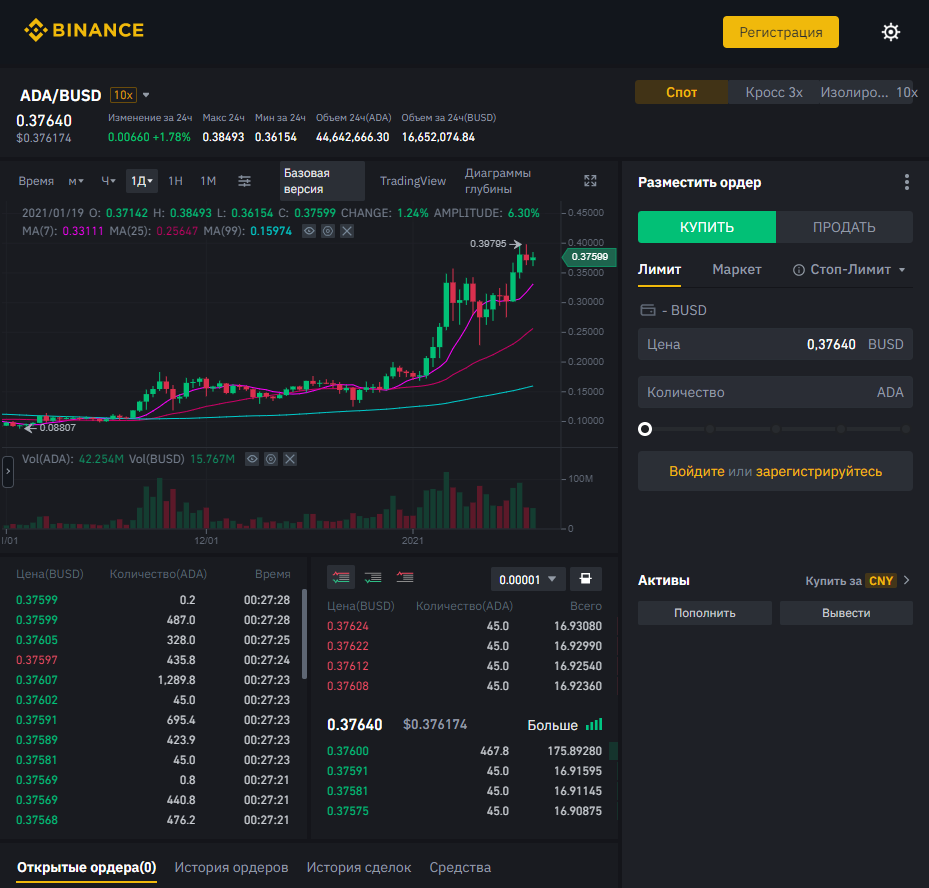 BINANCE
Регистрация
ADA/BUSD 10x
Спот Кросс 3x Изолиро... 10x
0.37640
$0.376174
Изменение за 24ч Макс 24ч Мин за 24ч Объем за 24ч(ADA) Объем за 24ч(BUSD)
0.00660 +1.78% 0.38493 0.36154 44,642,666.30 16,652,074.84
Время м Ч 1Д 1Н 1М
Базовая
версия
TradingView
Диаграммы
глубины
2021/01/19 O: 0.37142 H: 0.38493 L: 0.36154 C: 0.37599 CHANGE: 1.24% AMPLITUDE: 6.30%
MA(7): 0.33111 MA(25): 0.25647 MA(99): 0.15974
0.45000
0.40000
0.39795
0.37599
0.35000
0.30000
0.25000
0.20000
0.15000
0.10000
0.08807
Vol(ADA): 42.254M Vol(BUSD) 15.767M
100M
0
/01 12/01 2021
Разместить ордер
КУПИТЬ ПРОДАТЬ
Лимит Маркет Стоп-Лимит
- BUSD
Цена 0,37640 BUSD
Количество ADA
Войдите или зарегистрируйтесь
Активы Купить за CNY
Пополнить Вывести
Цена(BUSD) Количество(ADA) Время
0.37599 0.2 00:27:28
0.37599 487.0 00:27:28
0.37605 328.0 00:27:25
0.37597 435.8 00:27:24
0.37607 1,289.8 00:27:23
0.37602 45.0 00:27:23
0.37591 695.4 00:27:23
0.37589 423.9 00:27:23
0.37581 45.0 00:27:23
0.37569 0.8 00:27:21
0.37569 440.8 00:27:21
0.37568 476.2 00:27:21
0.00001
Цена(BUSD) Количество(ADA) Всего
0.37624 45.0 16.93080
0.37622 45.0 16.92990
0.37612 45.0 16.92540
0.37608 45.0 16.92360
0.37640 $0.376174 Больше
0.37600 467.8 175.89280
0.37591 45.0 16.91595
0.37581 45.0 16.91145
0.37575 45.0 16.90875
Открытые ордера(0) История ордеров История сделок Средства